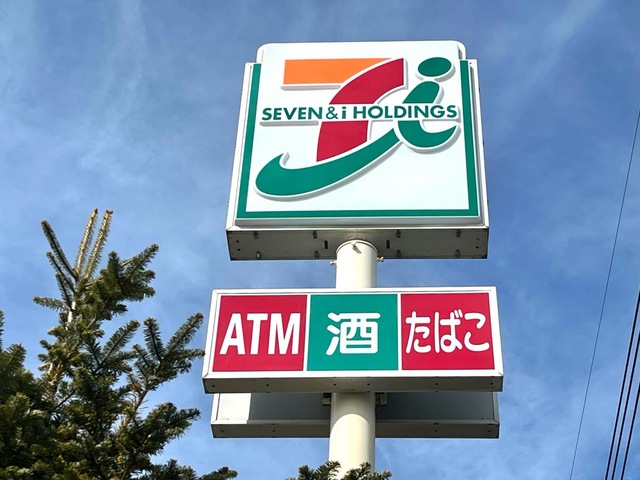 SEVEN & i HOLDINGS
ATM 酒 たばこ